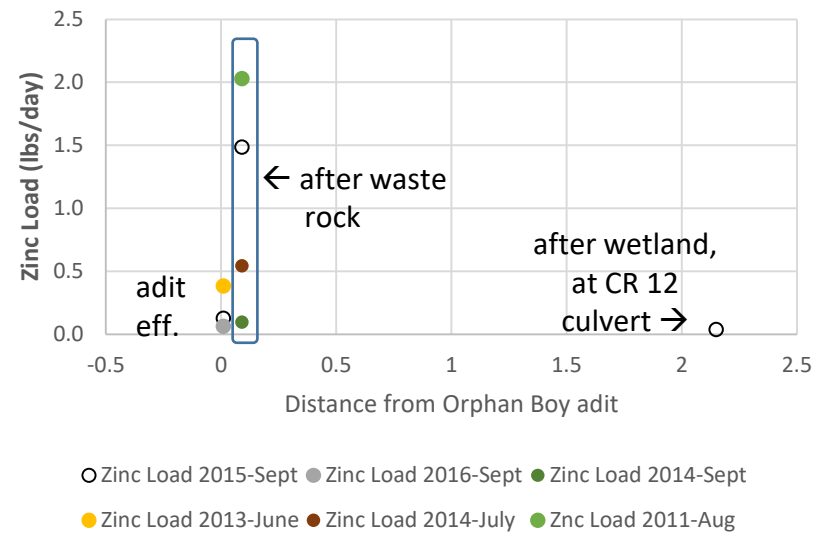 Zinc Load (lbs/day)
2.5
2.0
1.5
1.0
0.5
0.0
← after waste
rock
adit
eff.
after wetland,
at CR 12
culvert →
-0.5 0 0.5 1 1.5 2 2.5
Distance from Orphan Boy adit
Zinc Load 2015-Sept Zinc Load 2016-Sept Zinc Load 2014-Sept
Zinc Load 2013-June Zinc Load 2014-July Znc Load 2011-Aug